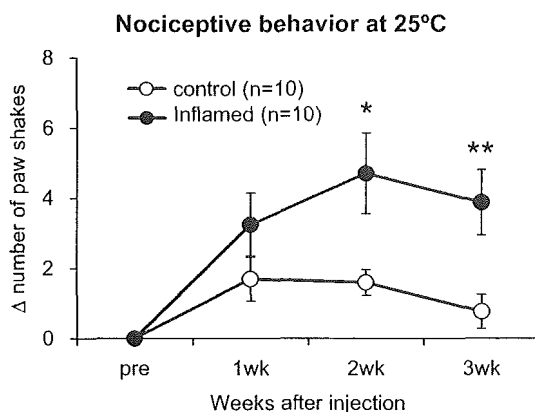 Nociceptive behavior at 25ºC
8
control (n=10)
Inflamed (n=10)
6
4
2
0
*
**
Δ number of paw shakes
pre 1wk 2wk 3wk
Weeks after injection